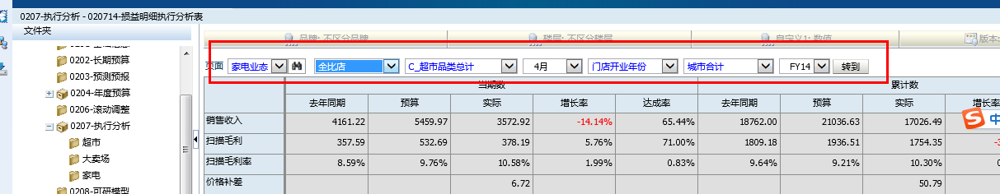 0207-执行分析 - 020714-损益明细执行分析表
文件夹
0202-长期预算
0203-预测预报
0204-年度预算
0206-滚动调整
0207-执行分析
超市
大卖场
家电
0208-可研模型
品牌: 不区分品牌 楼层: 不区分楼层 自定义1: 数值 版本:
页面 家电业态 全比店 C_超市品类总计 4月 门店开业年份 城市合计 FY14 转到
当期数 累计数
去年同期 预算 实际 增长率 达成率 去年同期 预算 实际 增长率
销售收入 4161.22 5459.97 3572.92 -14.14% 65.44% 18762.00 21036.63 17026.49
扫描毛利 357.59 532.69 378.19 5.76% 71.00% 1809.18 1936.51 1754.35
扫描毛利率 8.59% 9.76% 10.58% 1.99% 0.83% 9.64% 9.21% 10.30%
价格补差 6.72 50.79
S 中